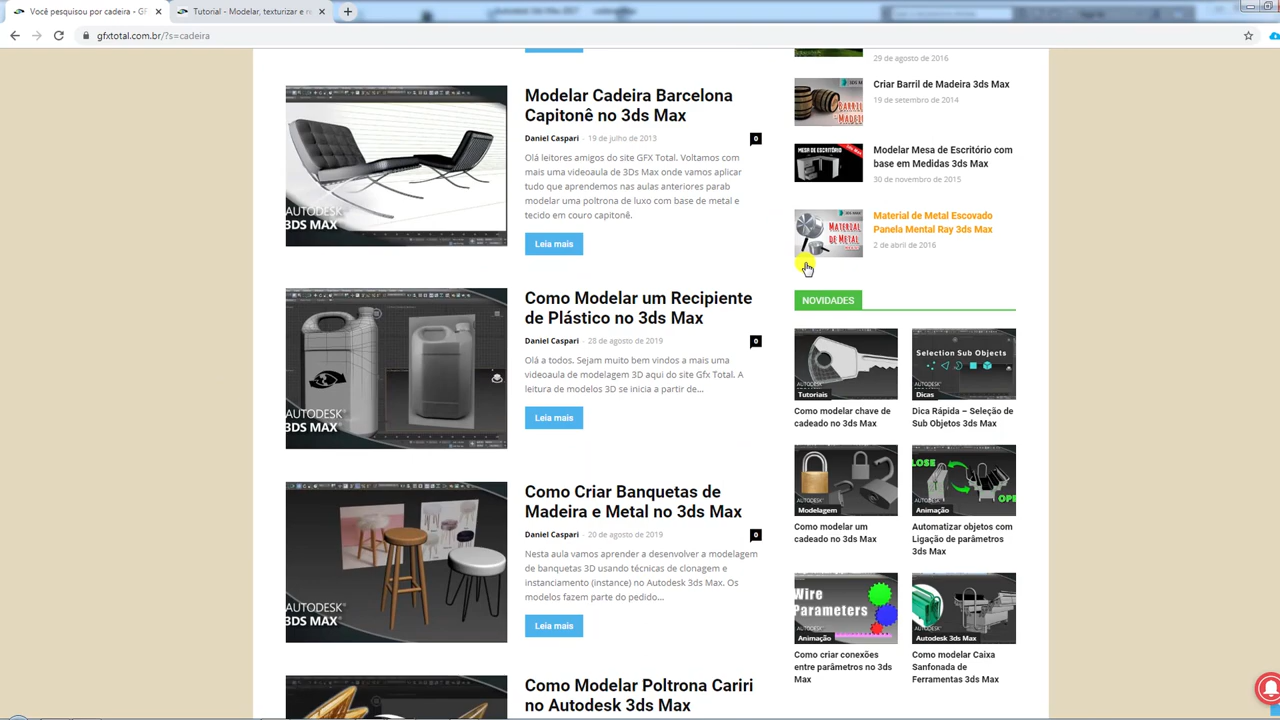 Você pesquisou por cadeira • GF
Tutorial - Modelar, texturizar e re
gfxtotal.com.br/?s=cadeira
AUTODESK
3DS MAX
Modelar Cadeira Barcelona
Capitonê no 3ds Max
Daniel Caspari - 19 de julho de 2013
0
Olá leitores amigos do site GFX Total. Voltamos com
mais uma videoaula de 3Ds Max onde vamos aplicar
tudo que aprendemos nas aulas anteriores parab
modelar uma poltrona de luxo com base de metal e
tecido em couro capitonê.
Leia mais
AUTODESK
3DS MAX
Como Modelar um Recipiente
de Plástico no 3ds Max
Daniel Caspari - 28 de agosto de 2019
0
Olá a todos. Sejam muito bem vindos a mais uma
videoaula de modelagem 3D aqui do site Gfx Total. A
leitura de modelos 3D se inicia a partir de...
Leia mais
AUTODESK
3DS MAX
Como Criar Banquetas de
Madeira e Metal no 3ds Max
Daniel Caspari - 20 de agosto de 2019
0
Nesta aula vamos aprender a desenvolver a modelagem
de banquetas 3D usando técnicas de clonagem e
instanciamento (instance) no Autodesk 3ds Max. Os
modelos fazem parte do pedido...
Leia mais
Como Modelar Poltrona Cariri
no Autodesk 3ds Max
29 de agosto de 2016
BARRIL
MADEIRA
Criar Barril de Madeira 3ds Max
19 de setembro de 2014
MESA DE ESCRITÓRIO
Modelar Mesa de Escritório com
base em Medidas 3ds Max
30 de novembro de 2015
MATERIAL
DE METAL
Material de Metal Escovado
Panela Mental Ray 3ds Max
2 de abril de 2016
NOVIDADES
Tutoriais
Como modelar chave de
cadeado no 3ds Max
Selection Sub Objects
Dicas
Dica Rápida – Seleção de
Sub Objetos 3ds Max
Modelagem
Como modelar um
cadeado no 3ds Max
CLOSE
OPEN
Animação
Automatizar objetos com
Ligação de parâmetros
3ds Max
Wire
Parameters
Animação
Como criar conexões
entre parâmetros no 3ds
Max
Autodesk 3ds Max
Como modelar Caixa
Sanfonada de
Ferramentas 3ds Max